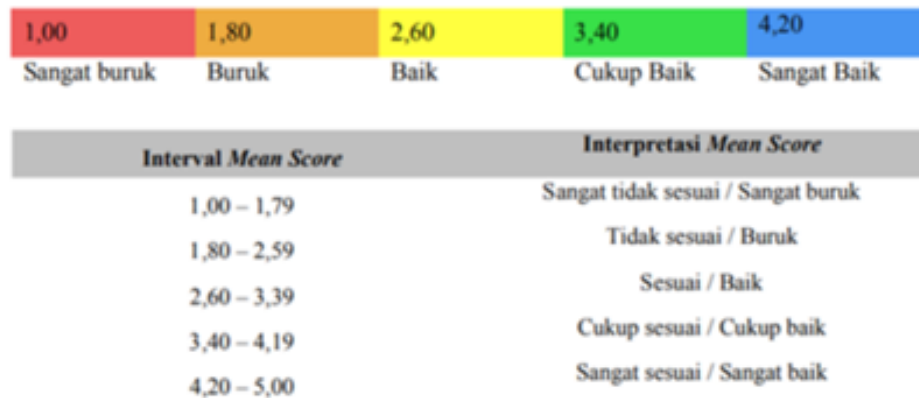 1,00 1,80 2,60 3,40 4,20
Sangat buruk Buruk Baik Cukup Baik Sangat Baik
Interval Mean Score Interpretasi Mean Score
1,00 – 1,79 Sangat tidak sesuai / Sangat buruk
1,80 – 2,59 Tidak sesuai / Buruk
2,60 – 3,39 Sesuai / Baik
3,40 – 4,19 Cukup sesuai / Cukup baik
4,20 – 5,00 Sangat sesuai / Sangat baik